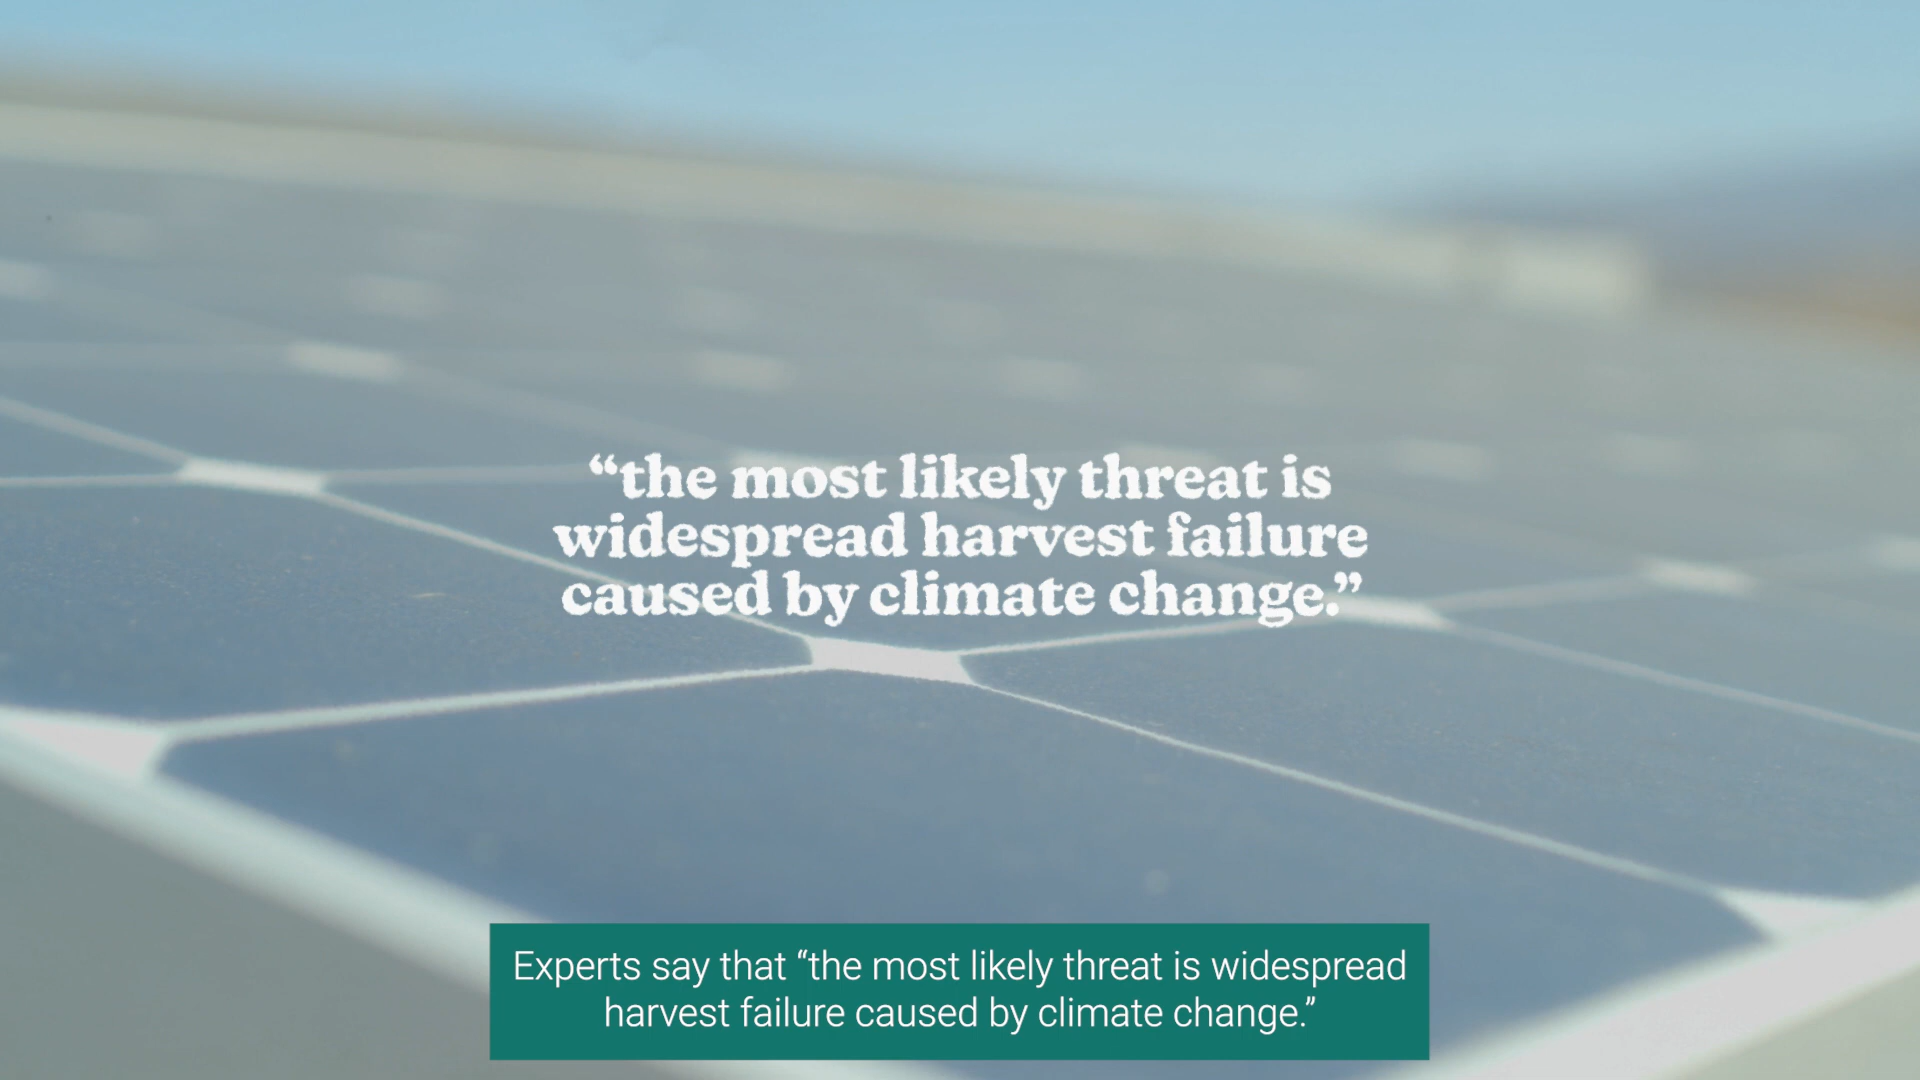 “the most likely threat is
widespread harvest failure
caused by climate change.”
Experts say that “the most likely threat is widespread
harvest failure caused by climate change.”